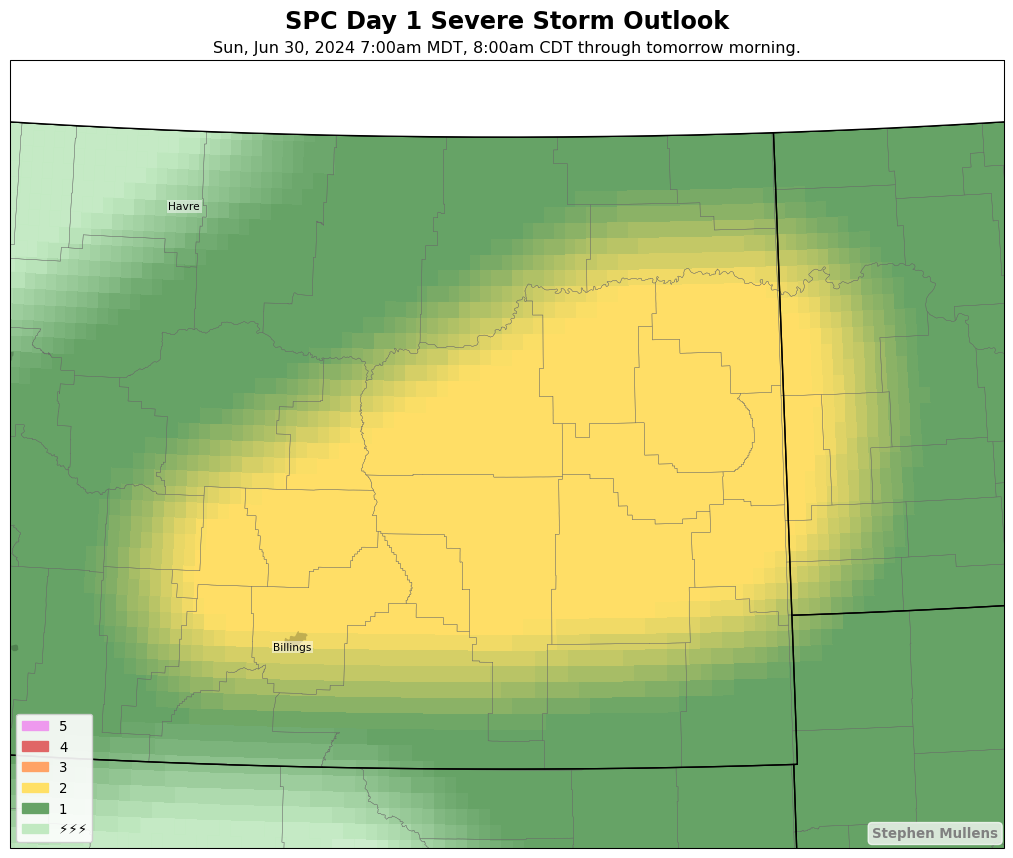 SPC Day 1 Severe Storm Outlook
Sun, Jun 30, 2024 7:00am MDT, 8:00am CDT through tomorrow morning.
Havre
Billings
5
4
3
2
1
⚡⚡⚡
Stephen Mullens